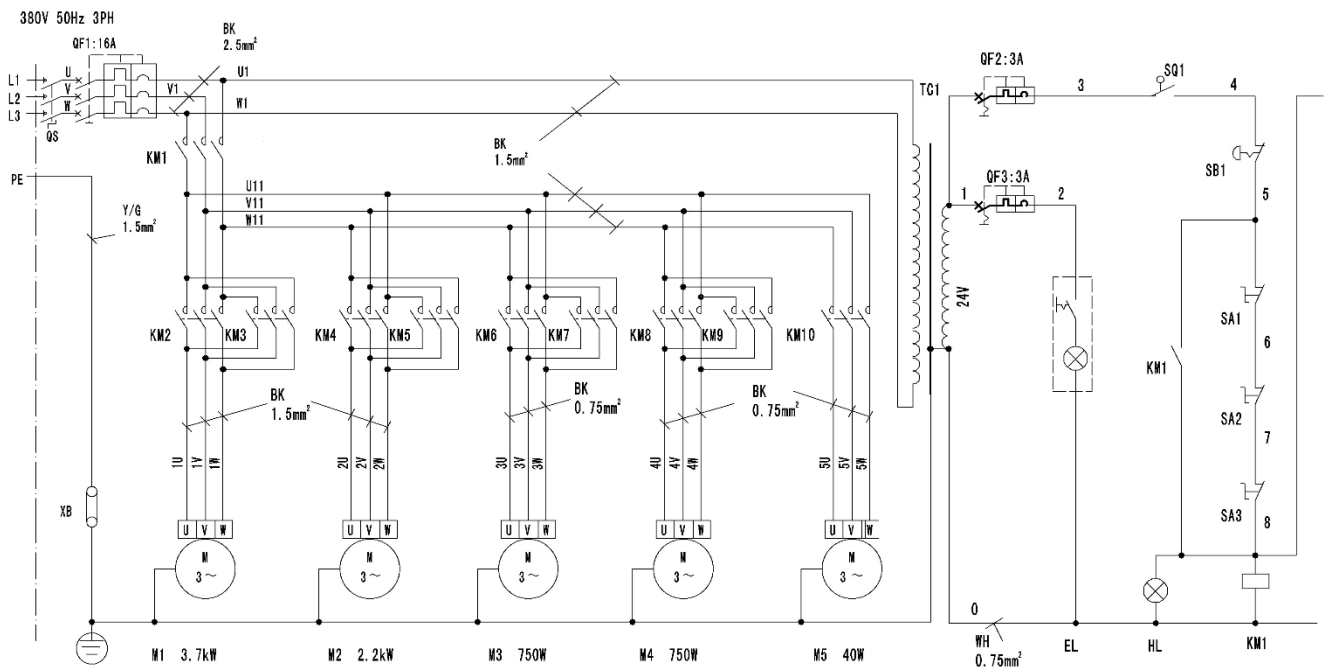 380V 50Hz 3PH
QF1:16A
BK
2.5mm²
L1
L2
L3
U
V
W
QS
U1
V1
W1
KM1
BK
1.5mm²
TC1
QF2:3A
3
SQ1
4
PE
Y/G
1.5mm²
U11
V11
W11
1
QF3:3A
2
SB1
5
24V
KM2
KM3
KM4
KM5
KM6
KM7
KM8
KM9
KM10
SA1
6
KM1
BK
1.5mm²
BK
0.75mm²
BK
0.75mm²
SA2
7
1U
1V
1W
2U
2V
2W
3U
3V
3W
4U
4V
4W
5U
5V
5W
XB
SA3
8
U V W
U V W
U V W
U V W
U V W
M
3~
M
3~
M
3~
M
3~
M
3~
0
WH
0.75mm²
EL
HL
KM1
M1 3.7kW
M2 2.2kW
M3 750W
M4 750W
M5 40W